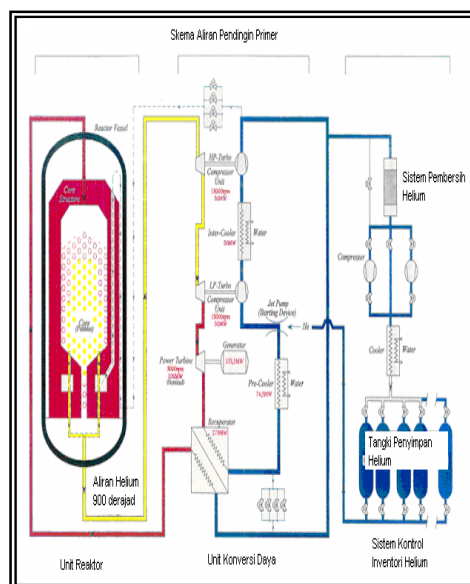 Skema Aliran Pendingin Primer
Reactor Vessel
Core
Structure
Core
(Pebbles)
Aliran Helium
900 derajad
Unit Reaktor
HP-Turbo
Compressor
Unit
Inter-Cooler
Water
LP-Turbo
Compressor
Unit
Jet Pump
(Starting Device)
He
Generator
Power Turbine
Pre-Cooler
Water
Recuperator
Unit Konversi Daya
Sistem Pembersih
Helium
Compressor
Cooler
Water
Tangki Penyimpan
Helium
Sistem Kontrol
Inventori Helium